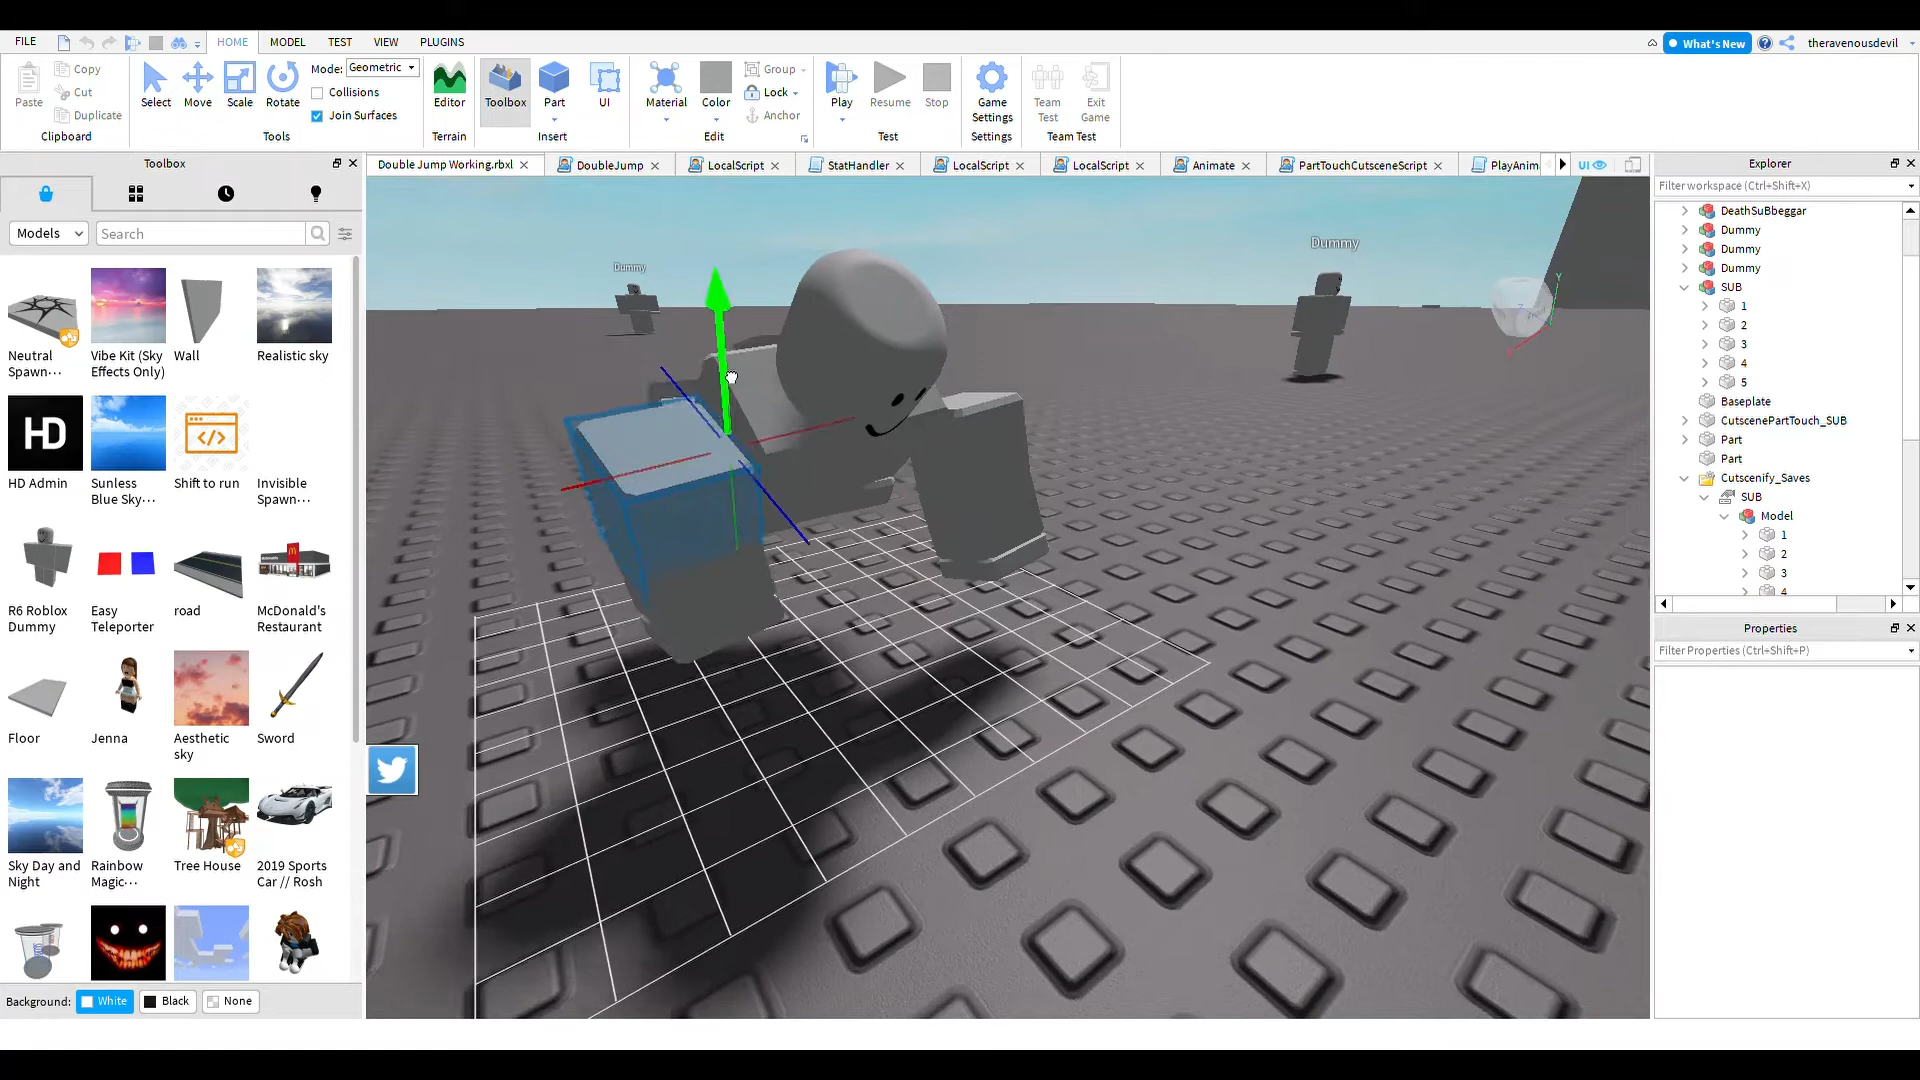 FILE HOME MODEL TEST VIEW PLUGINS What's New theravenousdevil
Paste Copy Cut Duplicate Clipboard
Select Move Scale Rotate Mode: Geometric Collisions Join Surfaces Tools
Editor Terrain
Toolbox Part UI Insert
Material Color Group Lock Anchor Edit
Play Resume Stop Test
Game Settings Settings
Team Test Exit Game Team Test
Toolbox
Double Jump Working.rbxl DoubleJump LocalScript StatHandler LocalScript LocalScript Animate PartTouchCutsceneScript PlayAnim UI
Models Search
Neutral Spawn...
Vibe Kit (Sky Effects Only)
Wall
Realistic sky
HD
HD Admin
Sunless Blue Sky...
Shift to run
Invisible Spawn...
R6 Roblox Dummy
Easy Teleporter
road
McDonald's Restaurant
Floor
Jenna
Aesthetic sky
Sword
Sky Day and Night
Rainbow Magic...
Tree House
2019 Sports Car // Rosh
Background: White Black None
Dummy
Dummy
Y
Explorer
Filter workspace (Ctrl+Shift+X)
DeathSuBbeggar
Dummy
Dummy
Dummy
SUB
1
2
3
4
5
Baseplate
CutscenePartTouch_SUB
Part
Part
Cutscenify_Saves
SUB
Model
1
2
3
4
Properties
Filter Properties (Ctrl+Shift+P)